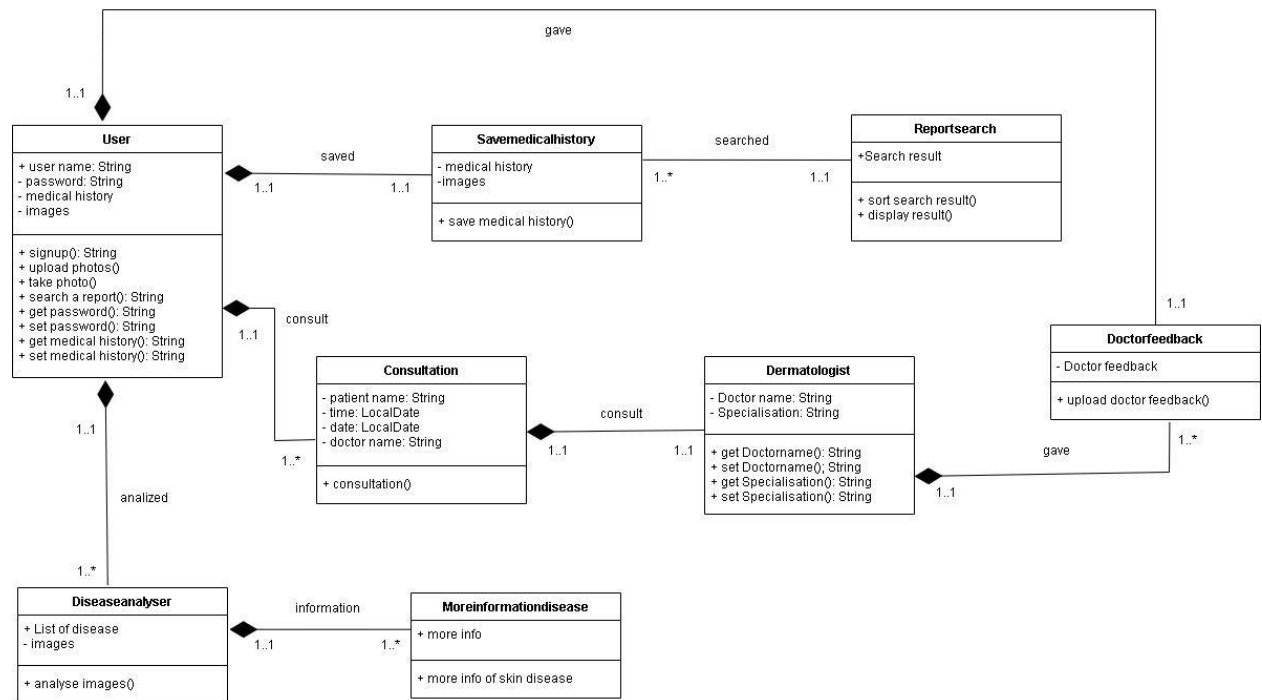 gave
1..1
User
+ user name: String
- password: String
- medical history
- images
+ signup(): String
+ upload photos()
+ take photo()
+ search a report(): String
+ get password(): String
+ set password(): String
+ get medical history(): String
+ set medical history(): String
saved
1..1
1..1
Savemedicalhistory
- medical history
-images
+ save medical history()
searched
1..*
1..1
Reportsearch
+Search result
+ sort search result()
+ display result()
1..1
Doctorfeedback
- Doctor feedback
+ upload doctor feedback()
1..*
gave
1..1
consult
1..1
1..*
Consultation
- patient name: String
- time: LocalDate
- date: LocalDate
- doctor name: String
+ consultation()
consult
1..1
1..1
Dermatologist
- Doctor name: String
- Specialisation: String
+ get Doctorname(): String
+ set Doctorname(); String
+ get Specialisation(): String
+ set Specialisation(): String
1..1
analized
1..*
Diseaseanalyser
+ List of disease
- images
+ analyse images()
information
1..1
1..*
Moreinformationdisease
+ more info
+ more info of skin disease